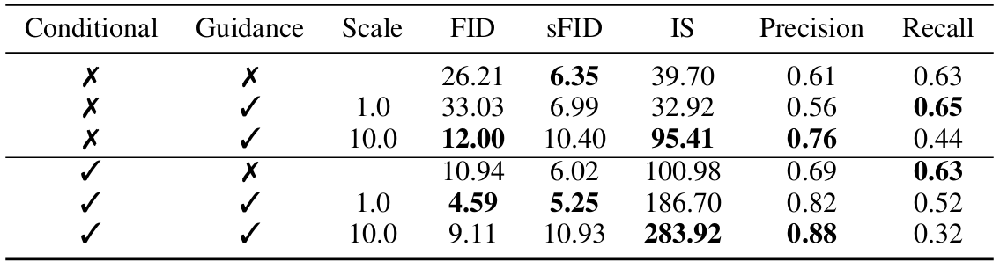 Conditional Guidance Scale FID sFID IS Precision Recall
✗ ✗ 26.21 6.35 39.70 0.61 0.63
✗ ✓ 1.0 33.03 6.99 32.92 0.56 0.65
✗ ✓ 10.0 12.00 10.40 95.41 0.76 0.44
✓ ✗ 10.94 6.02 100.98 0.69 0.63
✓ ✓ 1.0 4.59 5.25 186.70 0.82 0.52
✓ ✓ 10.0 9.11 10.93 283.92 0.88 0.32